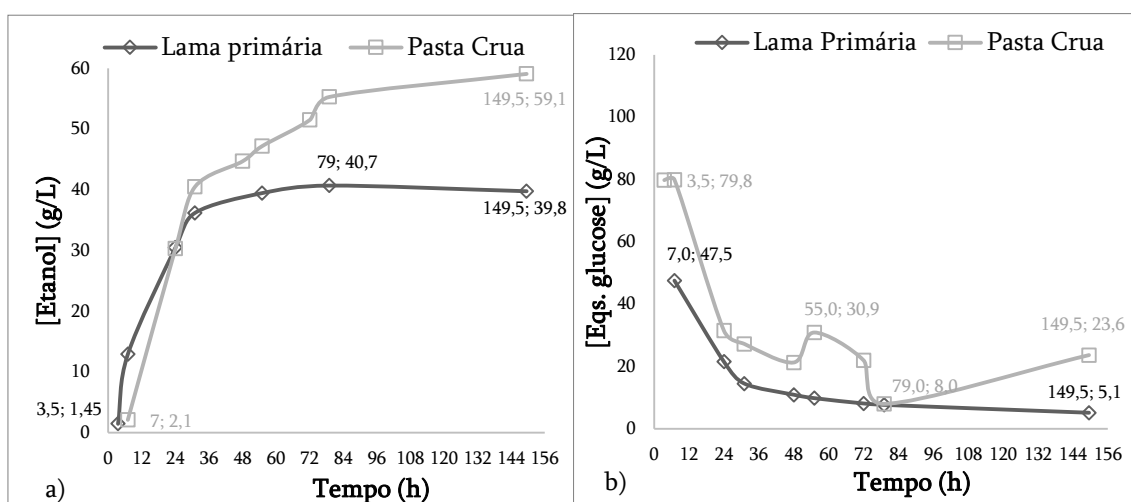 Lama primária
Pasta Crua
[Etanol] (g/L)
60
50
40
30
20
10
0
149,5; 59,1
79; 40,7
149,5; 39,8
3,5; 1,45
7; 2,1
0 12 24 36 48 60 72 84 96 108 120 132 144 156
a)
Tempo (h)
Lama Primária
Pasta Crua
[Eqs. glucose] (g/L)
120
100
80
60
40
20
0
3,5; 79,8
7,0; 47,5
55,0; 30,9
149,5; 23,6
79,0; 8,0
149,5; 5,1
0 12 24 36 48 60 72 84 96 108 120 132 144 156
b)
Tempo (h)